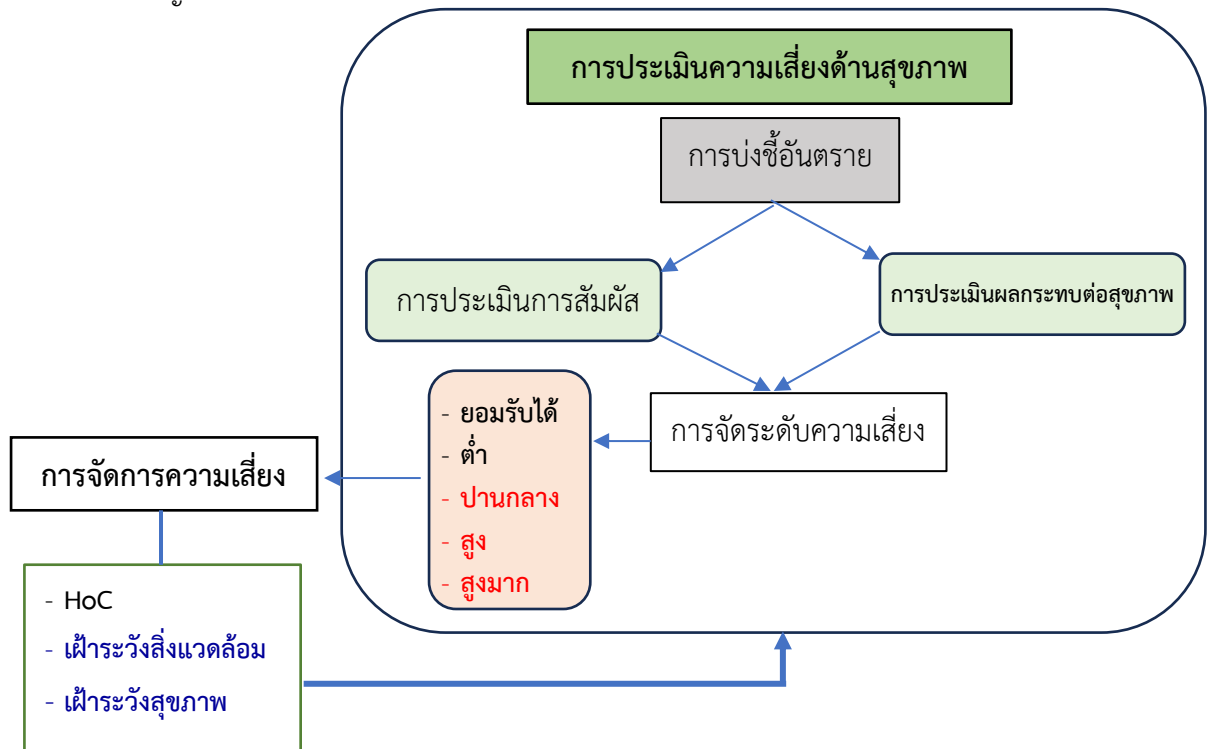 การประเมินความเสี่ยงด้านสุขภาพ
การบ่งชี้อันตราย
การประเมินการสัมผัส
การประเมินผลกระทบต่อสุขภาพ
การจัดระดับความเสี่ยง
- ยอมรับได้
- ต่ำ
- ปานกลาง
- สูง
- สูงมาก
การจัดการความเสี่ยง
- HoC
- เฝ้าระวังสิ่งแวดล้อม
- เฝ้าระวังสุขภาพ